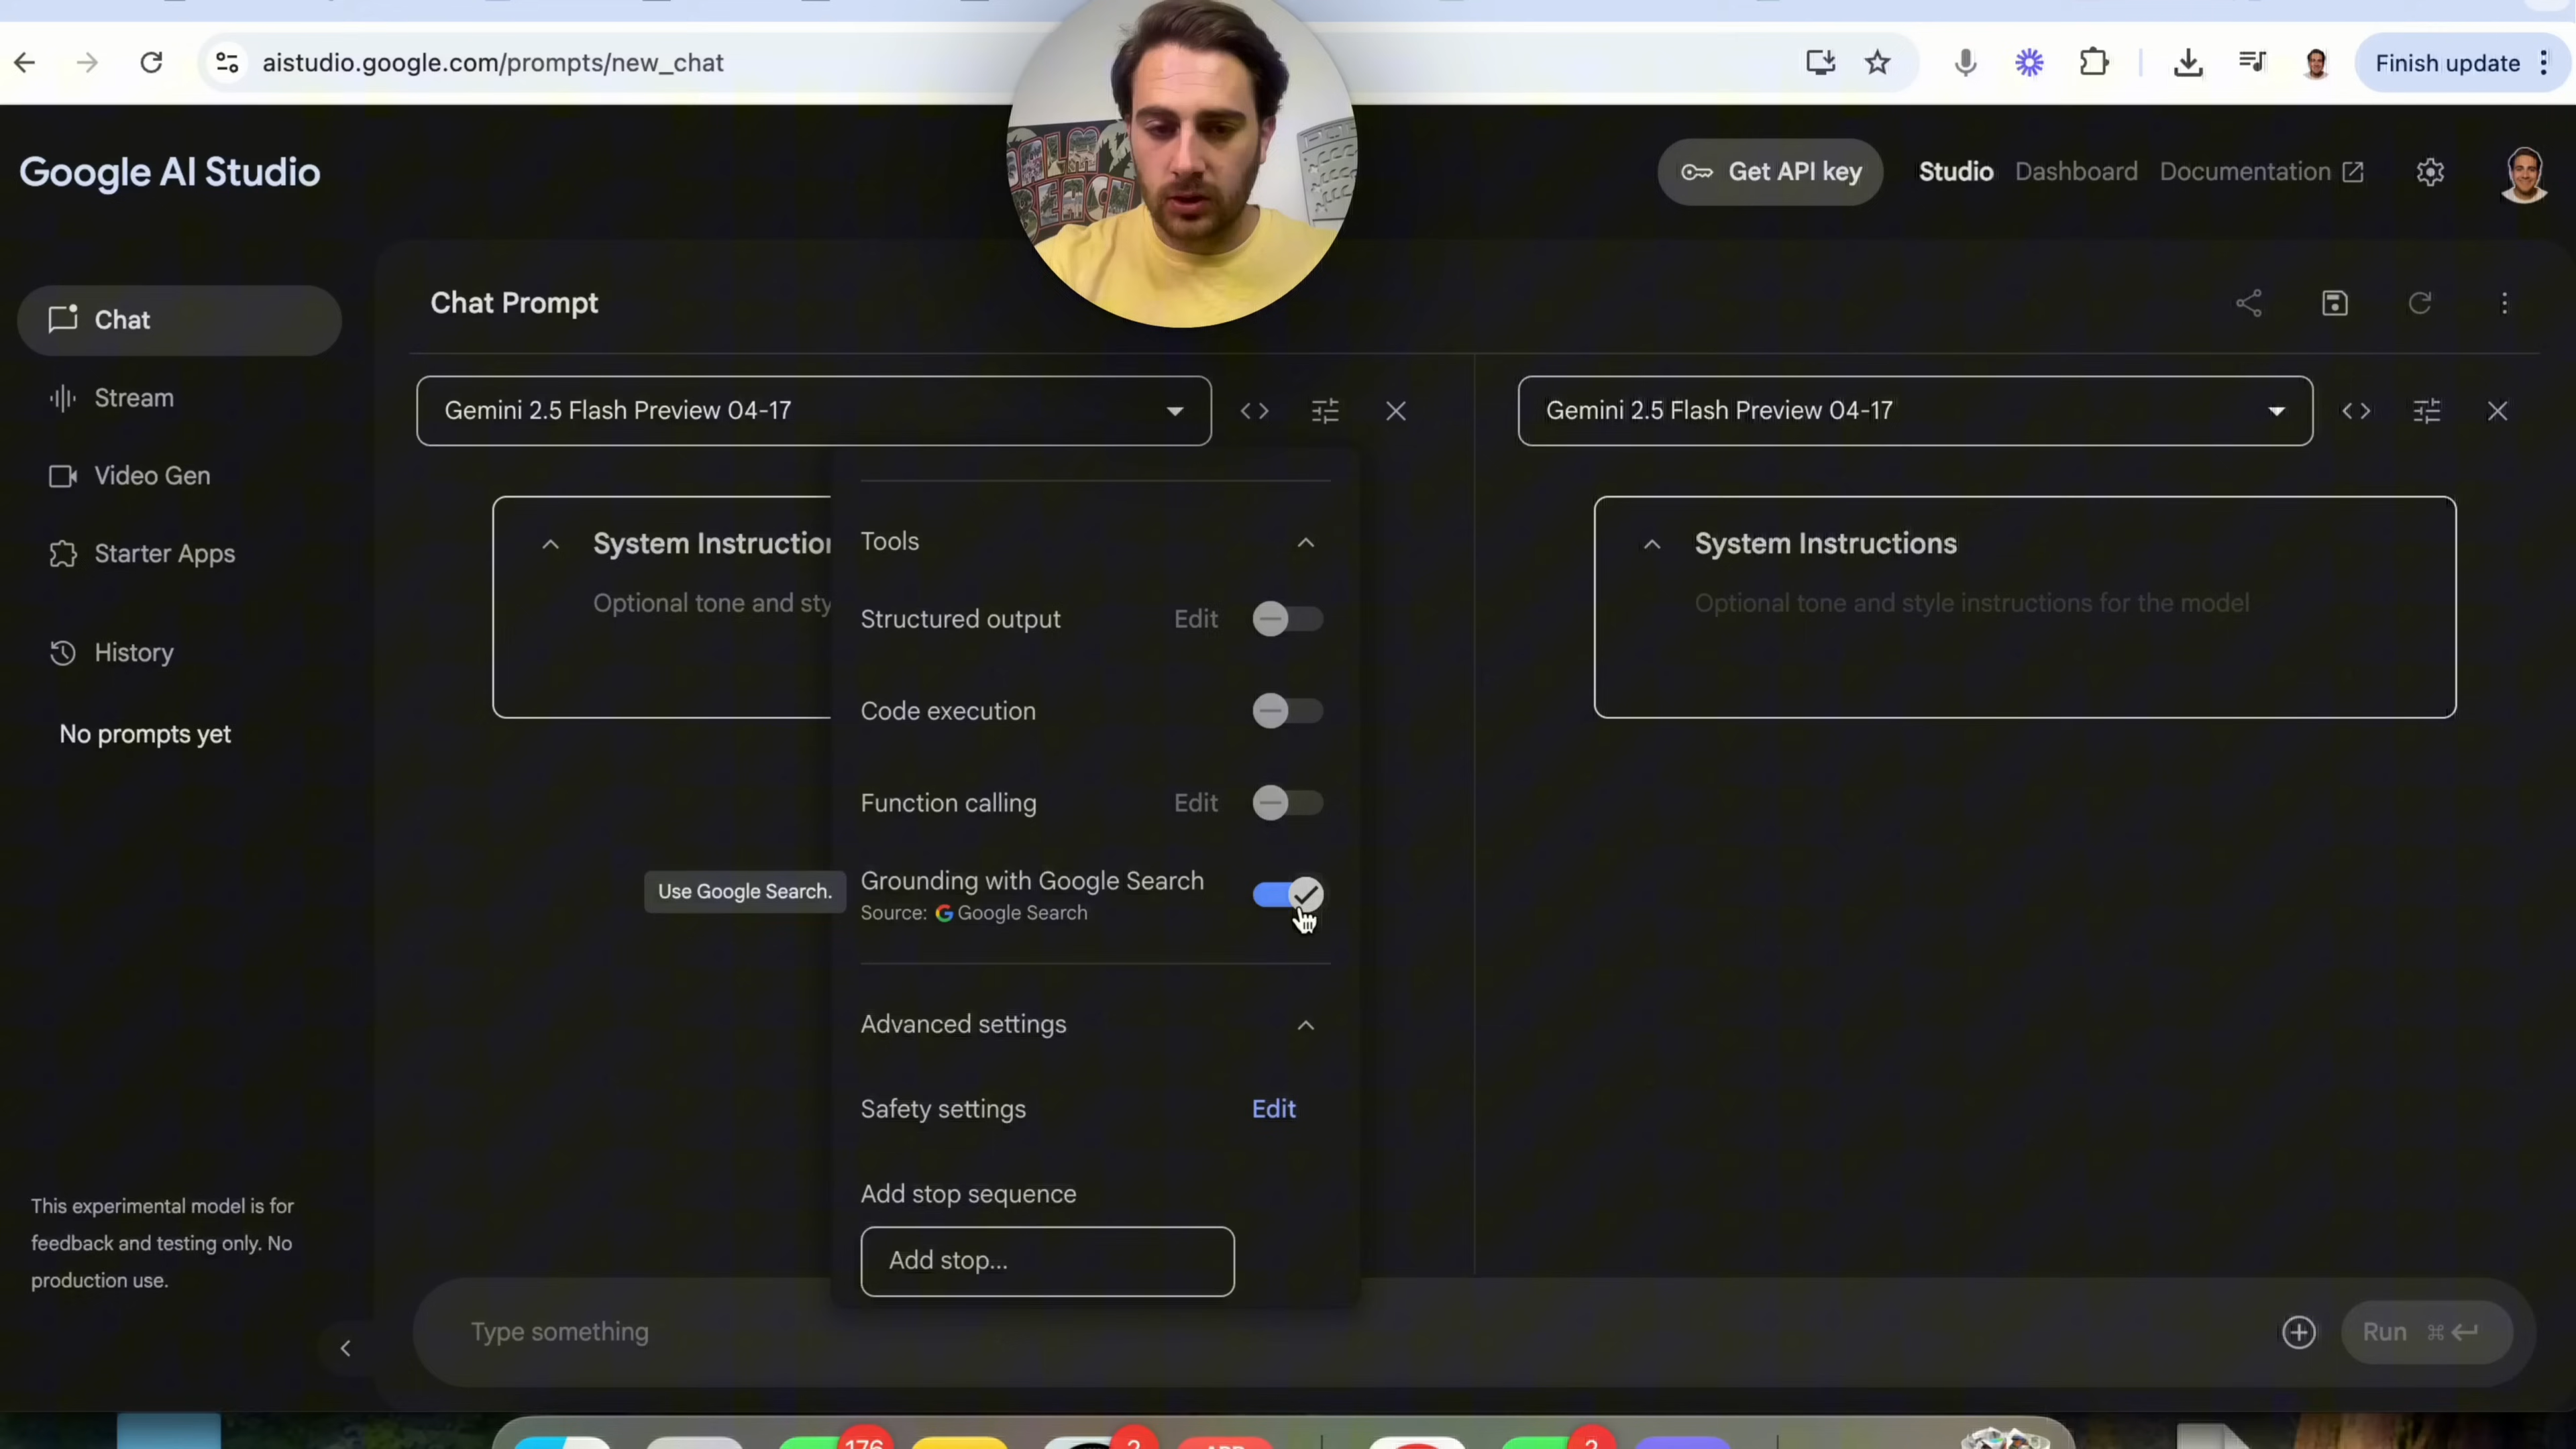 aistudio.google.com/prompts/new_chat
Finish update
Google AI Studio
Get API key
Studio
Dashboard
Documentation
Chat
Stream
Video Gen
Starter Apps
History
No prompts yet
This experimental model is for
feedback and testing only. No
production use.
Chat Prompt
Gemini 2.5 Flash Preview 04-17
System Instruction
Optional tone and sty
Tools
Structured output Edit
Code execution
Function calling Edit
Use Google Search.
Grounding with Google Search
Source: Google Search
Advanced settings
Safety settings Edit
Add stop sequence
Add stop...
Gemini 2.5 Flash Preview 04-17
System Instructions
Optional tone and style instructions for the model
Type something
Run ⌘
176
2
2